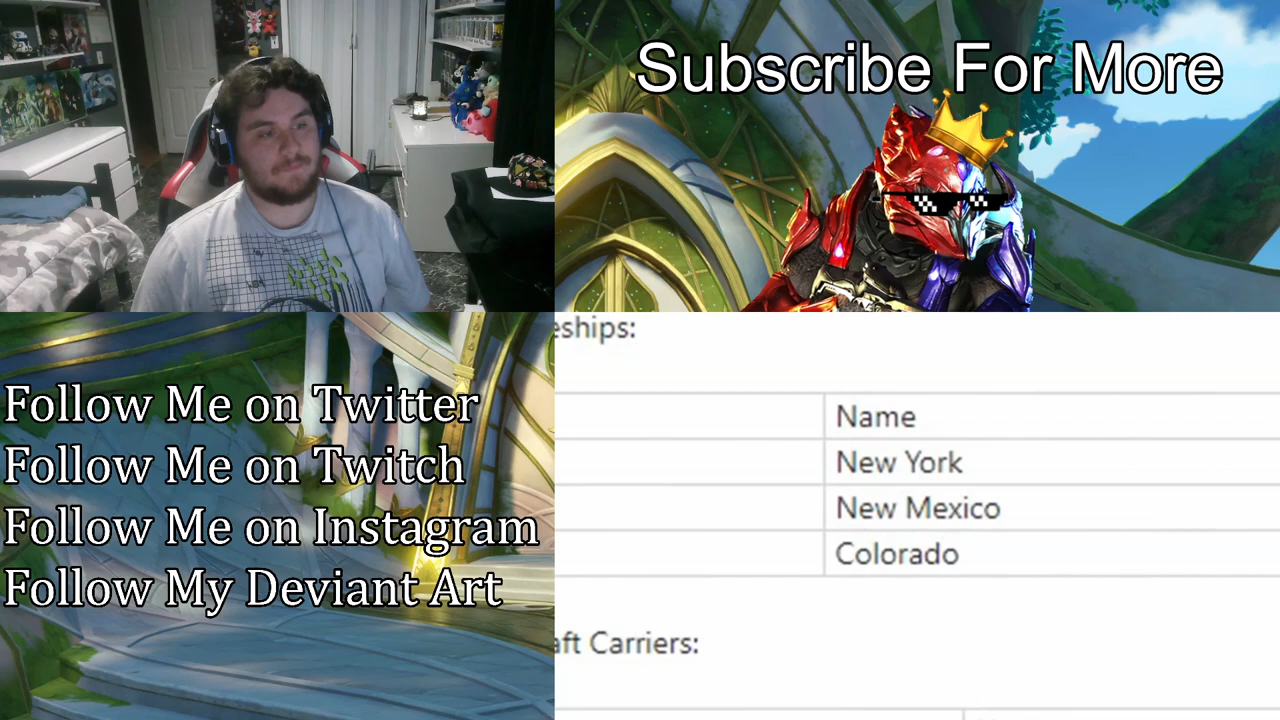 Subscribe For More
Follow Me on Twitter
Follow Me on Twitch
Follow Me on Instagram
Follow My Deviant Art
eships:
Name
New York
New Mexico
Colorado
aft Carriers: